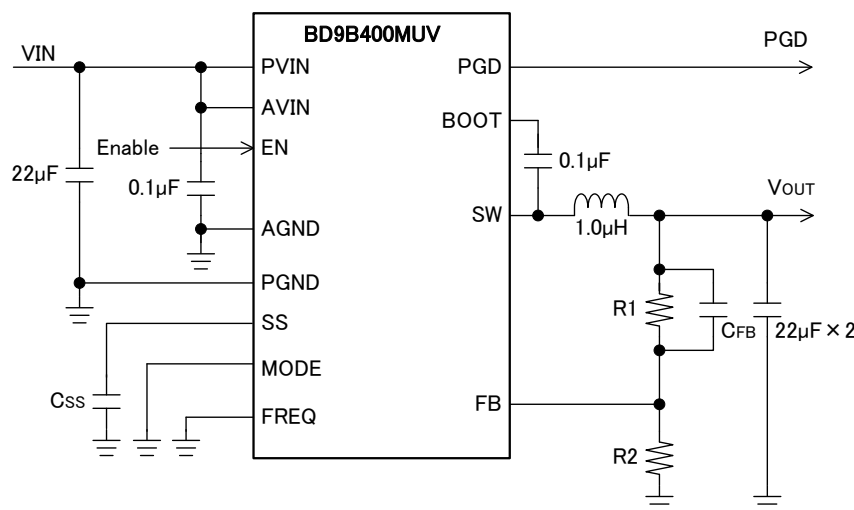 BD9B400MUV
VIN
PGD
PVIN
PGD
AVIN
BOOT
Enable
EN
22µF
0.1µF
0.1µF
SW
VOUT
1.0µH
AGND
PGND
SS
R1
CFB
22µF×2
MODE
CSS
FREQ
FB
R2